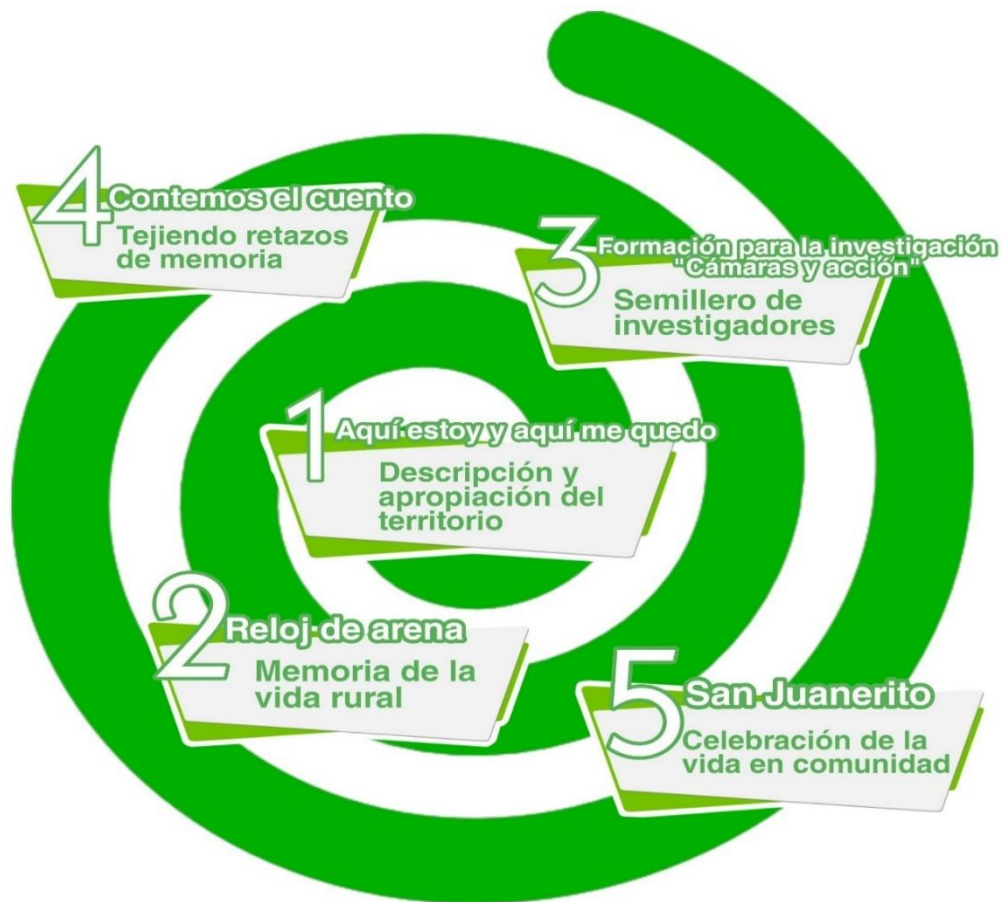 4 Contemos el cuento
Tejiendo retazos
de memoria
3 Formación para la investigación
"Cámaras y acción"
Semillero de
investigadores
1 Aquí estoy y aquí me quedo
Descripción y
apropiación del
territorio
2 Reloj de arena
Memoria de la
vida rural
5 San Juanerito
Celebración de la
vida en comunidad